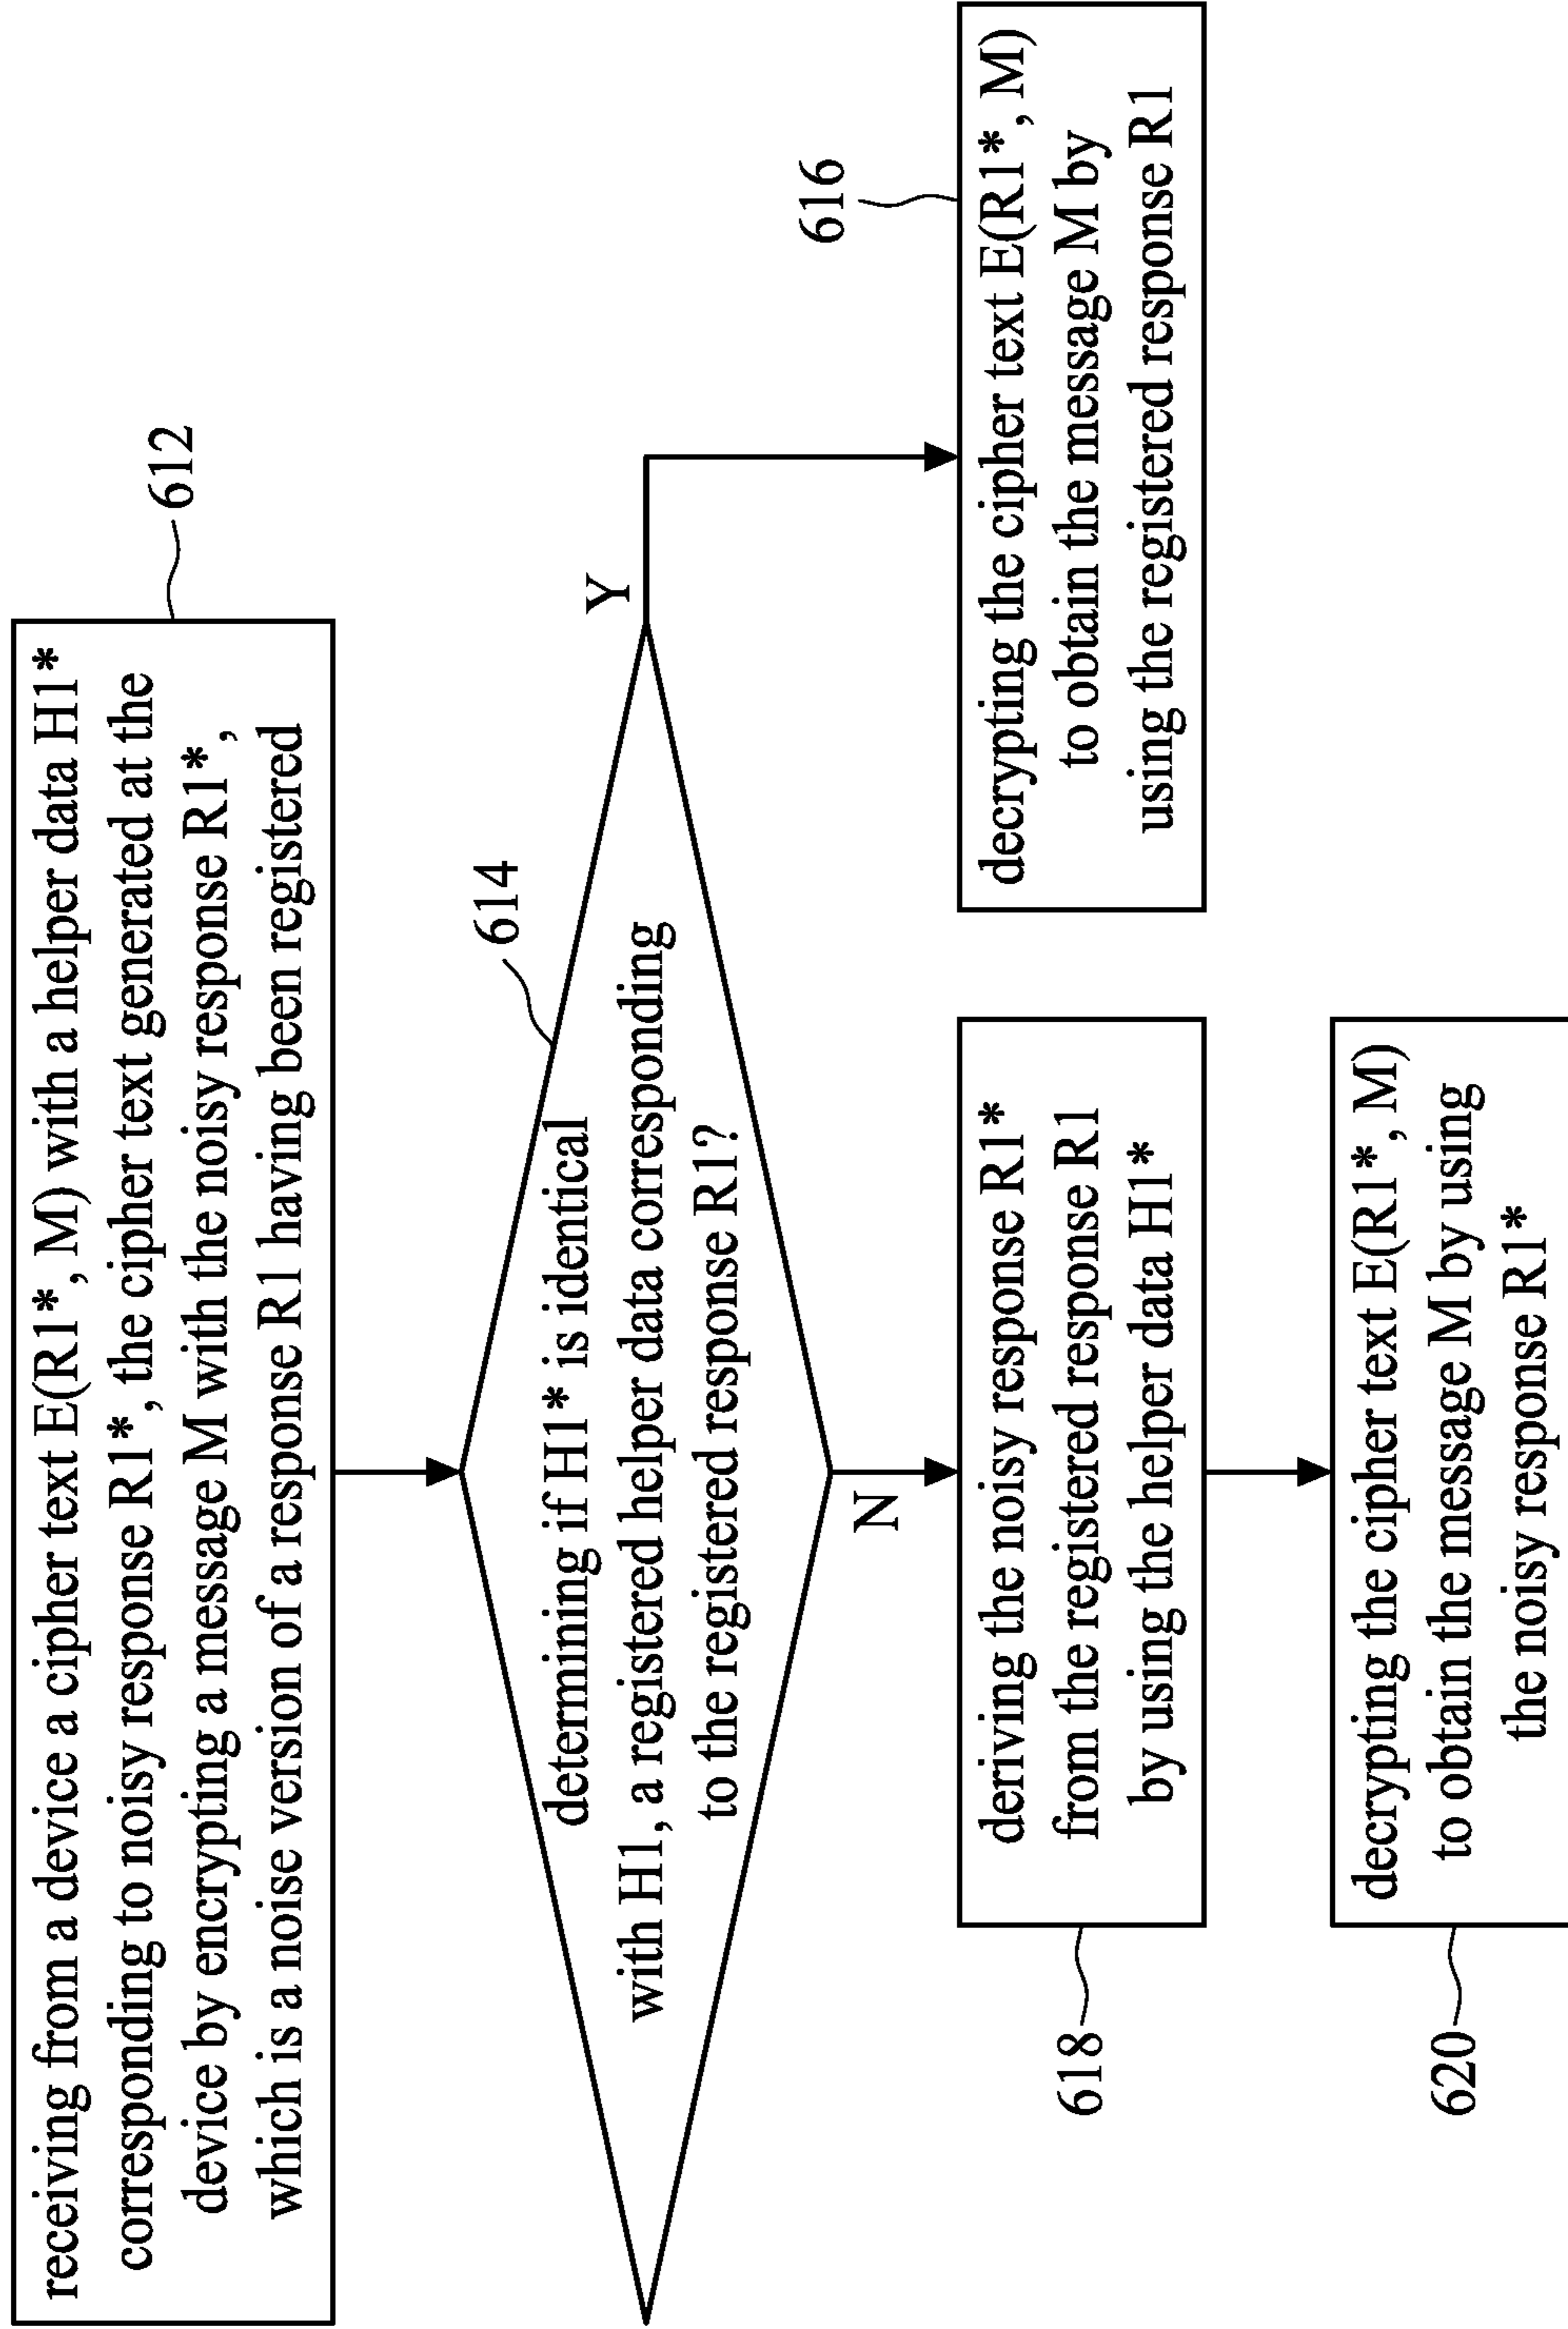 receiving from a device a cipher text E(R1*, M) with a helper data H1*
corresponding to noisy response R1*, the cipher text generated at the
device by encrypting a message M with the noisy response R1*,
which is a noise version of a response R1 having been registered
612
614
determining if H1* is identical
with H1, a registered helper data corresponding
to the registered response R1?
Y
N
616
decrypting the cipher text E(R1*, M)
to obtain the message M by
using the registered response R1
618
deriving the noisy response R1*
from the registered response R1
by using the helper data H1*
620
decrypting the cipher text E(R1*, M)
to obtain the message M by using
the noisy response R1*